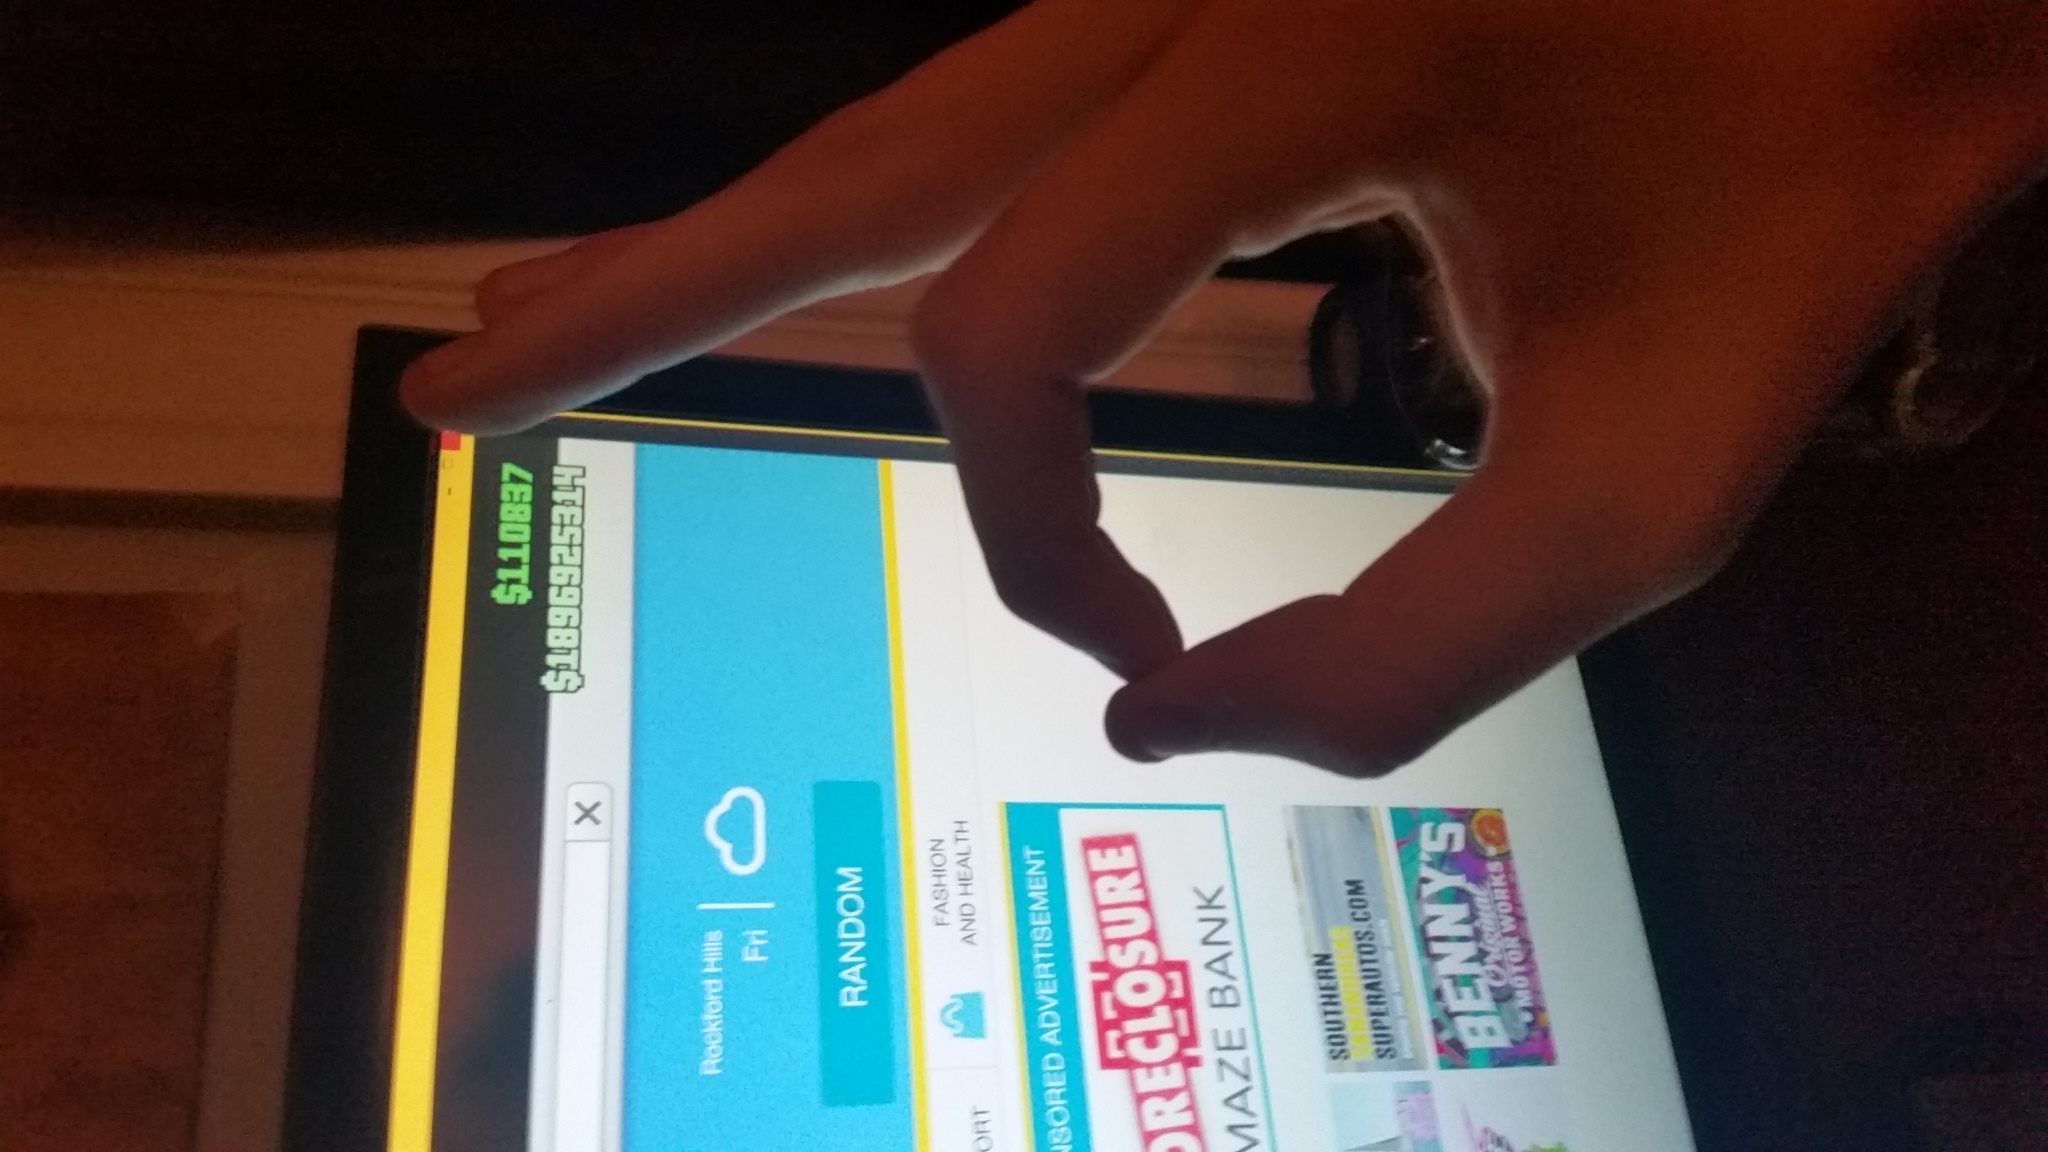 $110837
$1896925314
X
Rockford Hills
Fri
RANDOM
ORT
FASHION
AND HEALTH
NSORED ADVERTISEMENT
ORECLOSURE
MAZE BANK
SOUTHERN
SANANDREAS
SUPERAUTOS.COM
BENNY'S
Original
MOTOR WORKS